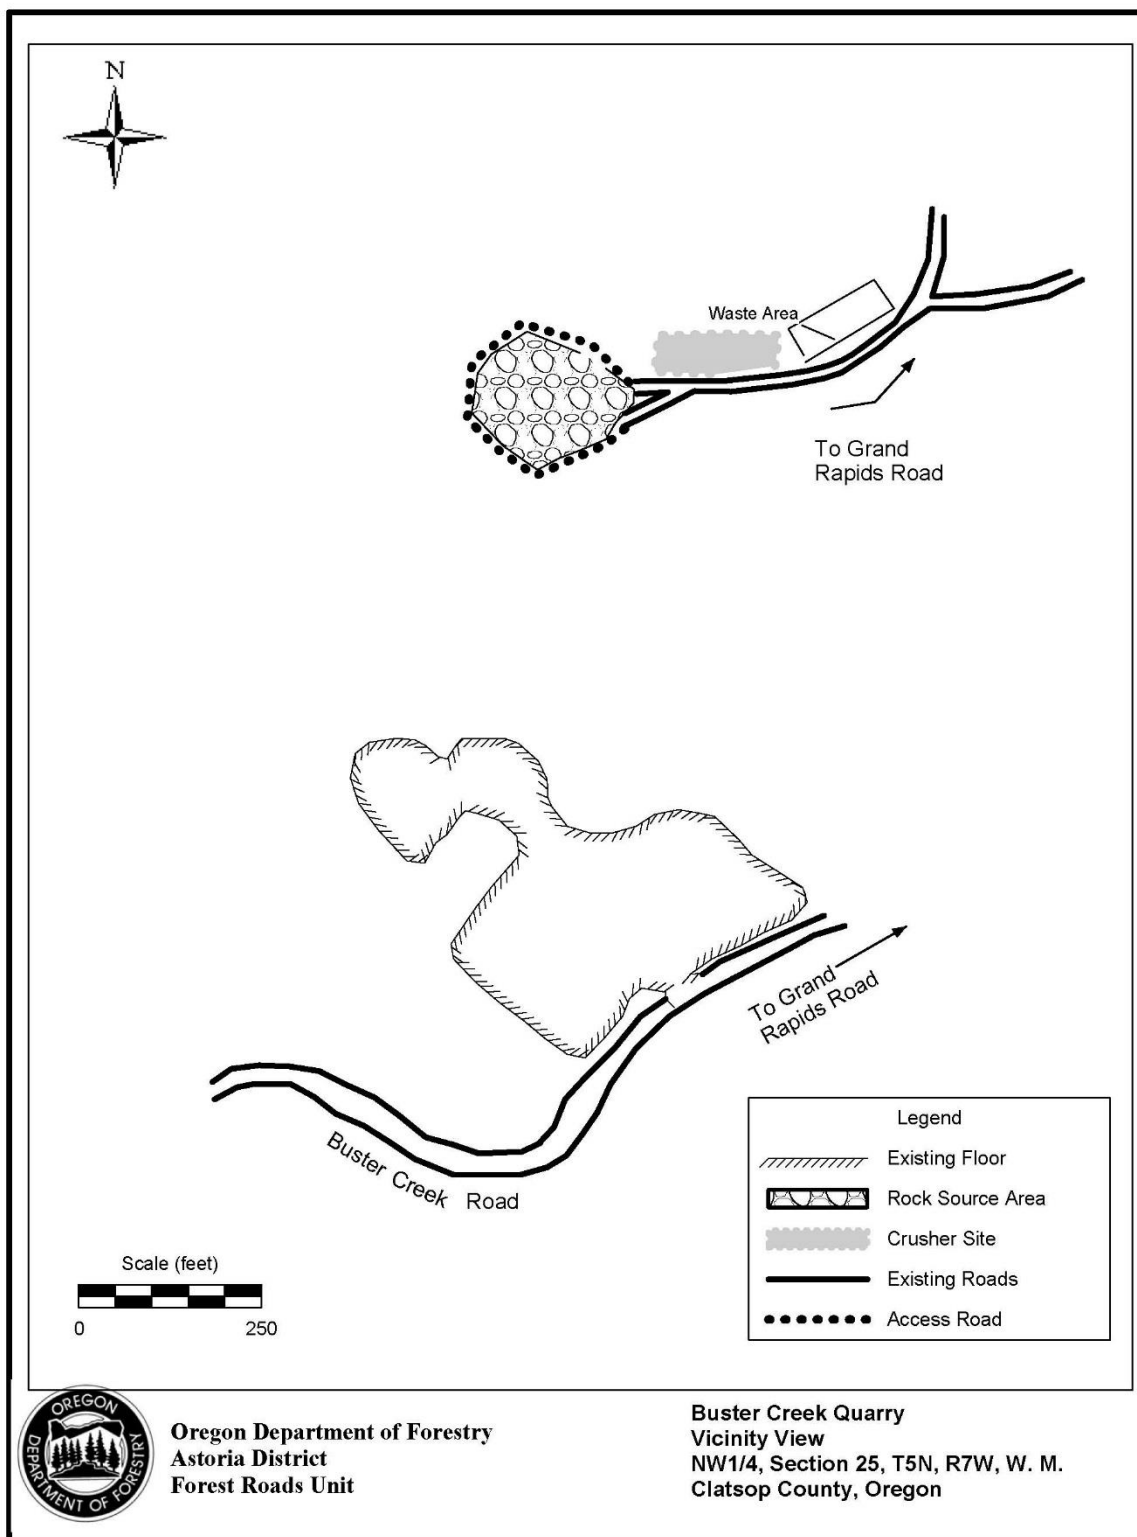 N
Waste Area
To Grand
Rapids Road
To Grand
Rapids Road
Buster Creek Road
Legend
Existing Floor
Rock Source Area
Crusher Site
Existing Roads
Access Road
Scale (feet)
0 250
OREGON
DEPARTMENT OF FORESTRY
Oregon Department of Forestry
Astoria District
Forest Roads Unit
Buster Creek Quarry
Vicinity View
NW1/4, Section 25, T5N, R7W, W. M.
Clatsop County, Oregon